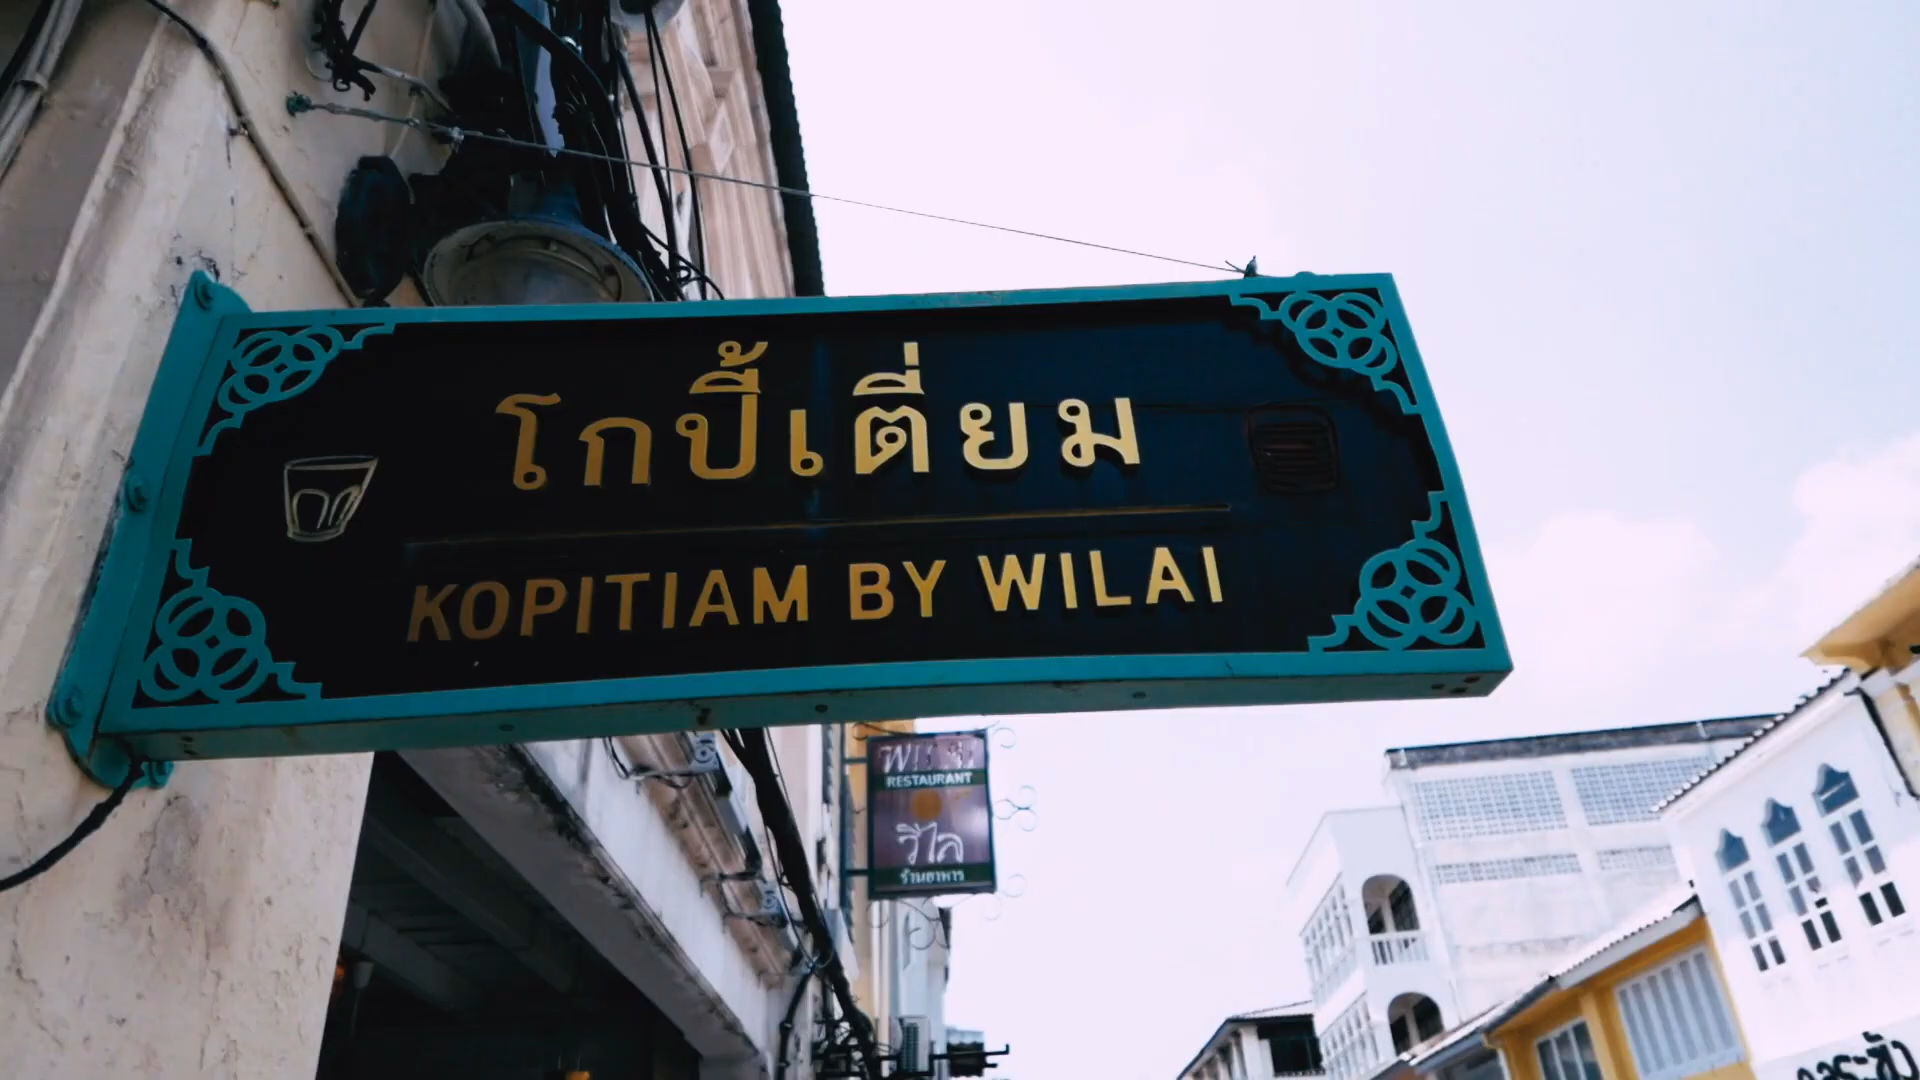 โกปี้เตี่ยม
KOPITIAM BY WILAI
RESTAURANT
วิไล
ร้านอาหาร